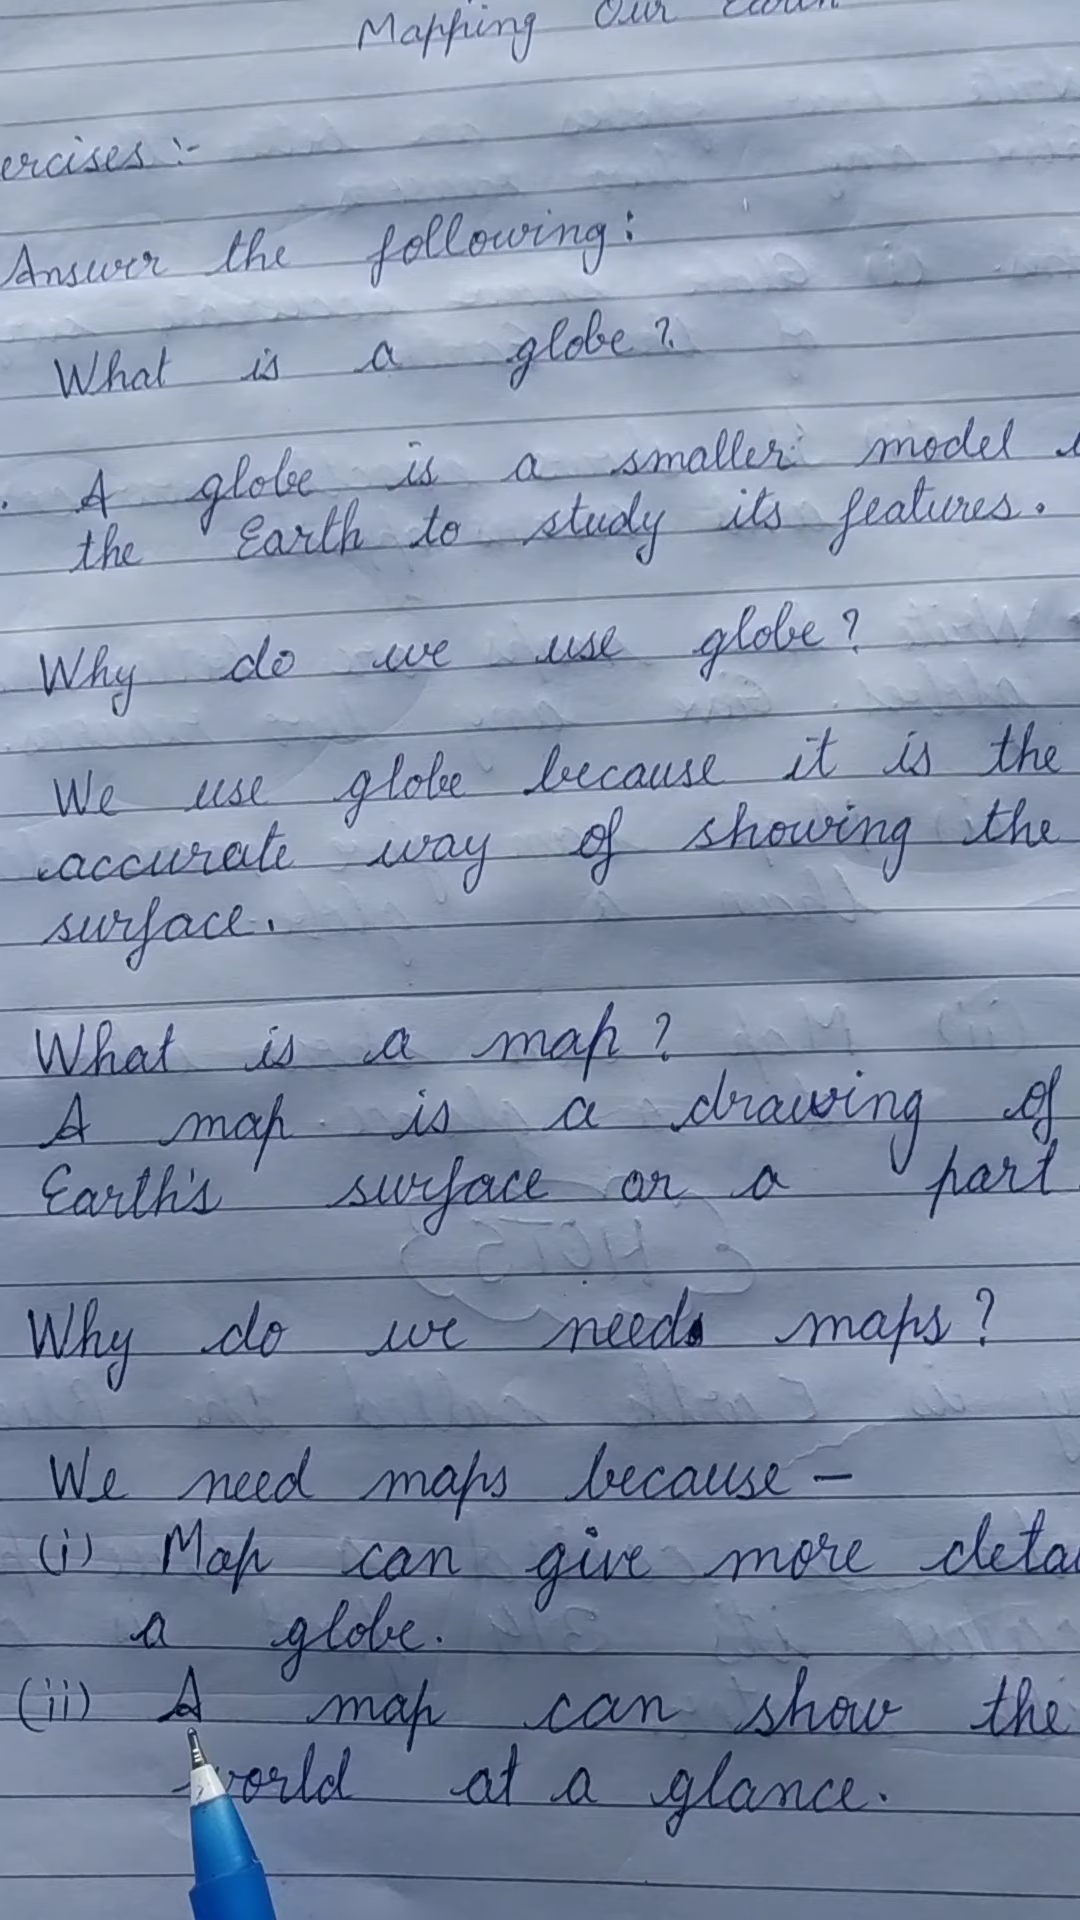 Mapping Our Earth
ercises :-
Answer the following:
What is a globe?
A globe is a smaller model
the Earth to study its features.
Why do we use globe?
We use globe because it is the
accurate way of showing the
surface.
What is a map?
A map is a drawing of
Earth's surface or a part
Why do we need maps?
We need maps because –
(i) Map can give more deta
a globe.
(ii) A map can show the
world at a glance.